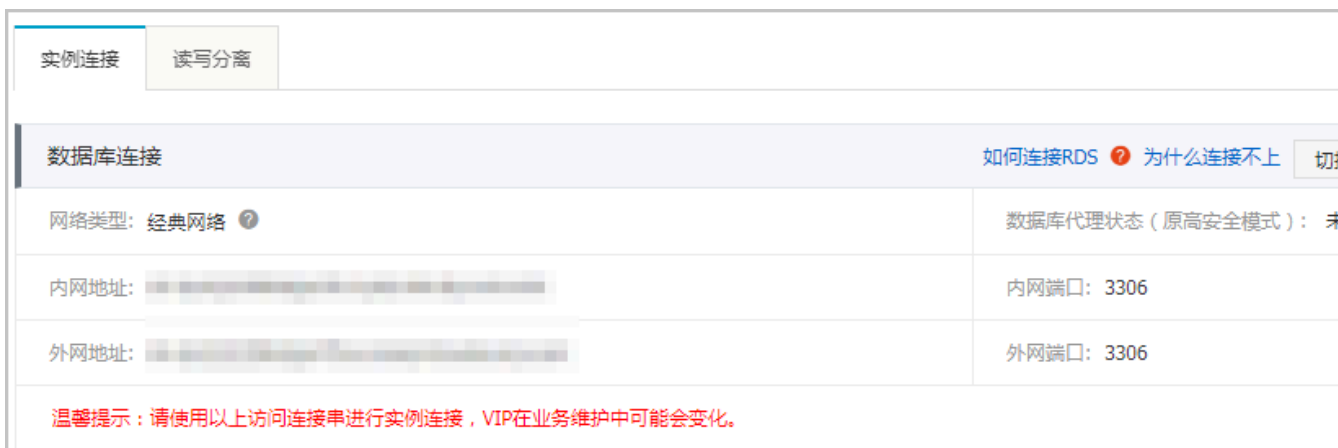 实例连接 读写分离
数据库连接 如何连接RDS ? 为什么连接不上
网络类型: 经典网络 ? 数据库代理状态（原高安全模式）:
内网地址: 内网端口: 3306
外网地址: 外网端口: 3306
温馨提示：请使用以上访问连接串进行实例连接，VIP在业务维护中可能会变化。